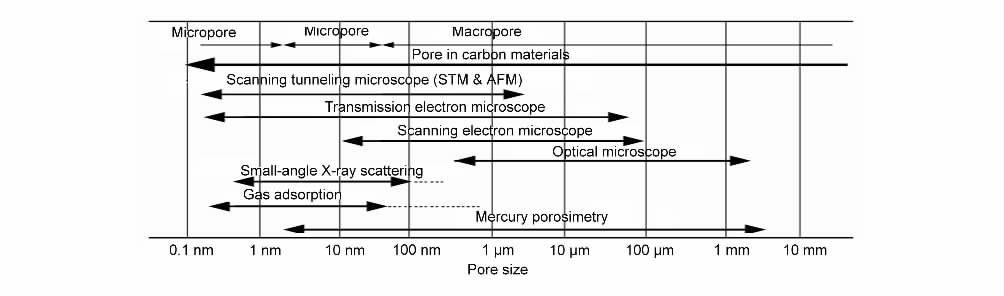 Micropore Micropore Macropore
Pore in carbon materials
Scanning tunneling microscope (STM & AFM)
Transmission electron microscope
Scanning electron microscope
Optical microscope
Small-angle X-ray scattering
Gas adsorption
Mercury porosimetry
0.1 nm 1 nm 10 nm 100 nm 1 μm 10 μm 100 μm 1 mm 10 mm
Pore size